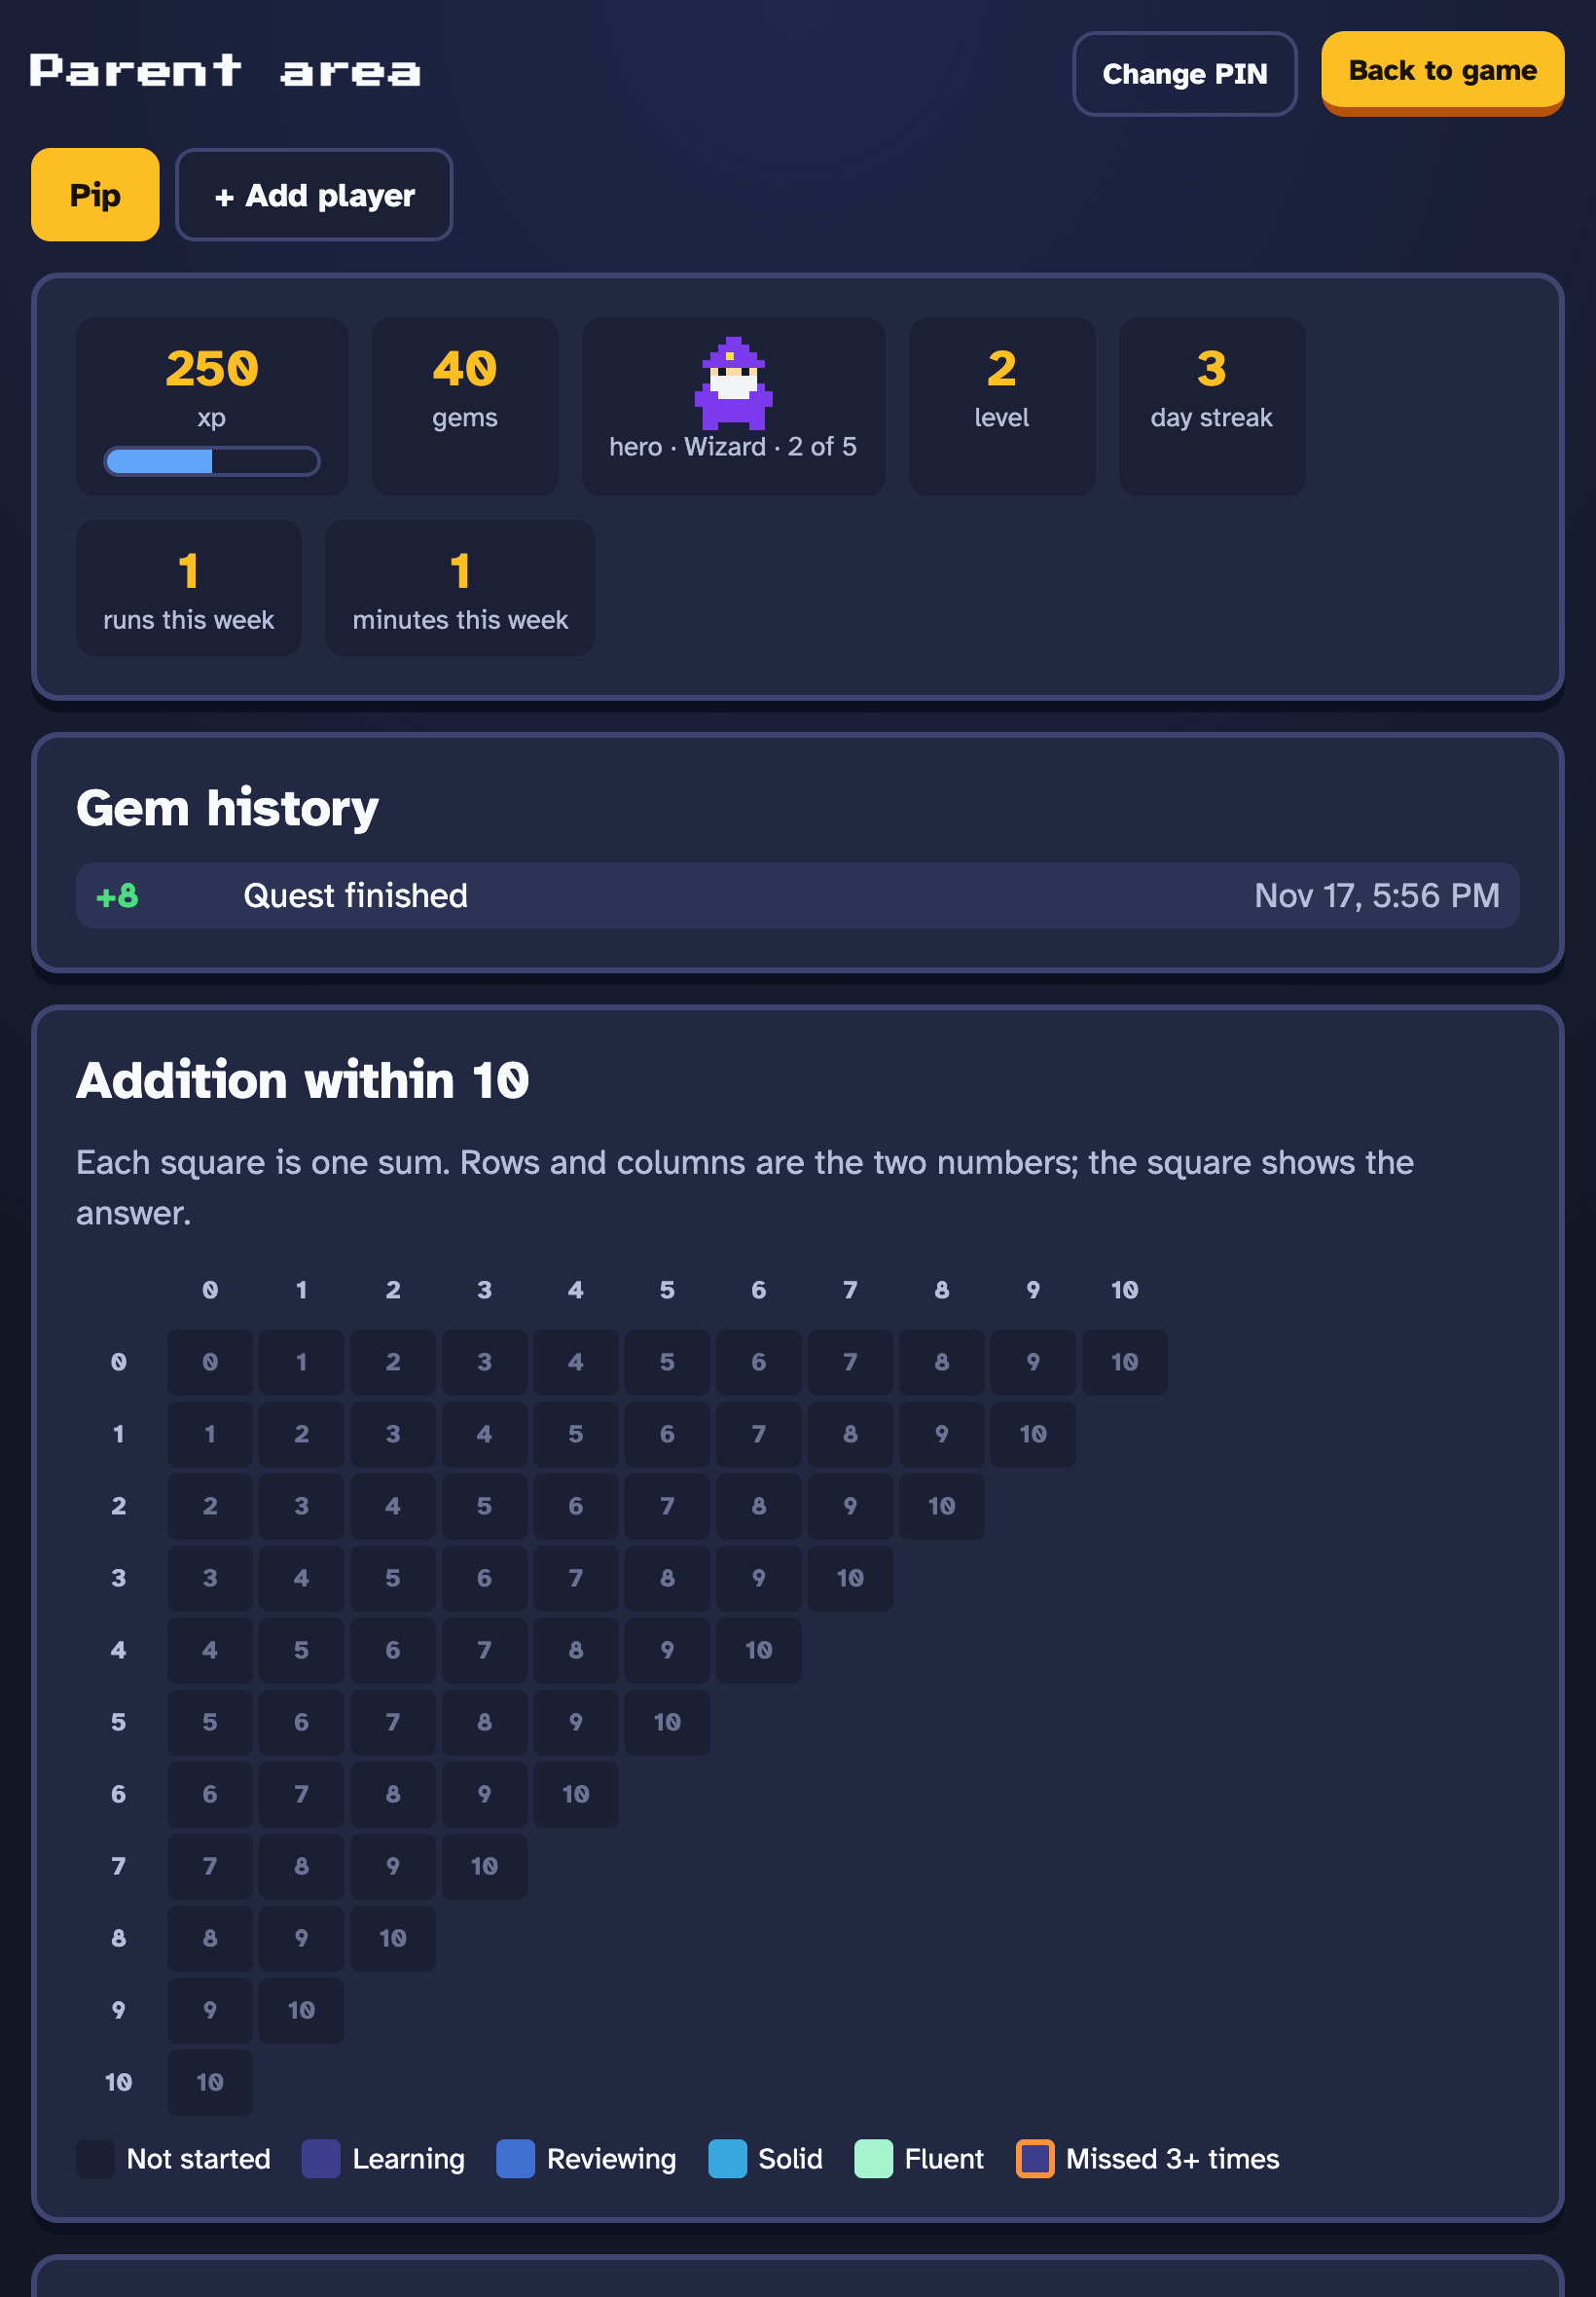 Parent area
Change PIN
Back to game
Pip
+ Add player
250
xp
40
gems
hero · Wizard · 2 of 5
2
level
3
day streak
1
runs this week
1
minutes this week
Gem history
+8 Quest finished Nov 17, 5:56 PM
Addition within 10
Each square is one sum. Rows and columns are the two numbers; the square shows the
answer.
0 1 2 3 4 5 6 7 8 9 10
0 0 1 2 3 4 5 6 7 8 9 10
1 1 2 3 4 5 6 7 8 9 10
2 2 3 4 5 6 7 8 9 10
3 3 4 5 6 7 8 9 10
4 4 5 6 7 8 9 10
5 5 6 7 8 9 10
6 6 7 8 9 10
7 7 8 9 10
8 8 9 10
9 9 10
10 10
Not started Learning Reviewing Solid Fluent Missed 3+ times